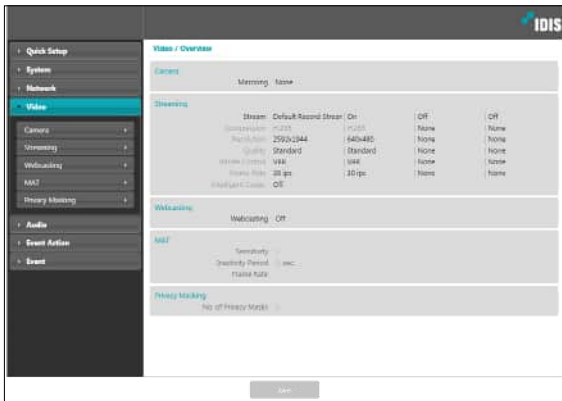 IDIS
Quick Setup
System
Network
Video
Camera
Streaming
Webcasting
MAT
Privacy Masking
Audio
Event Action
Event
Video / Overview
Camera
Mirroring None
Streaming
Stream Default Record Stream On Off Off
Compression H.265 H.265 None None
Resolution 2592x1944 640x480 None None
Quality Standard Standard None None
Bitrate Control VBR VBR None None
Frame Rate 30 ips 30 ips None None
Intelligent Codec Off
Webcasting
Webcasting Off
MAT
Sensitivity
Inactivity Period sec.
Frame Rate
Privacy Masking
No. of Privacy Masks